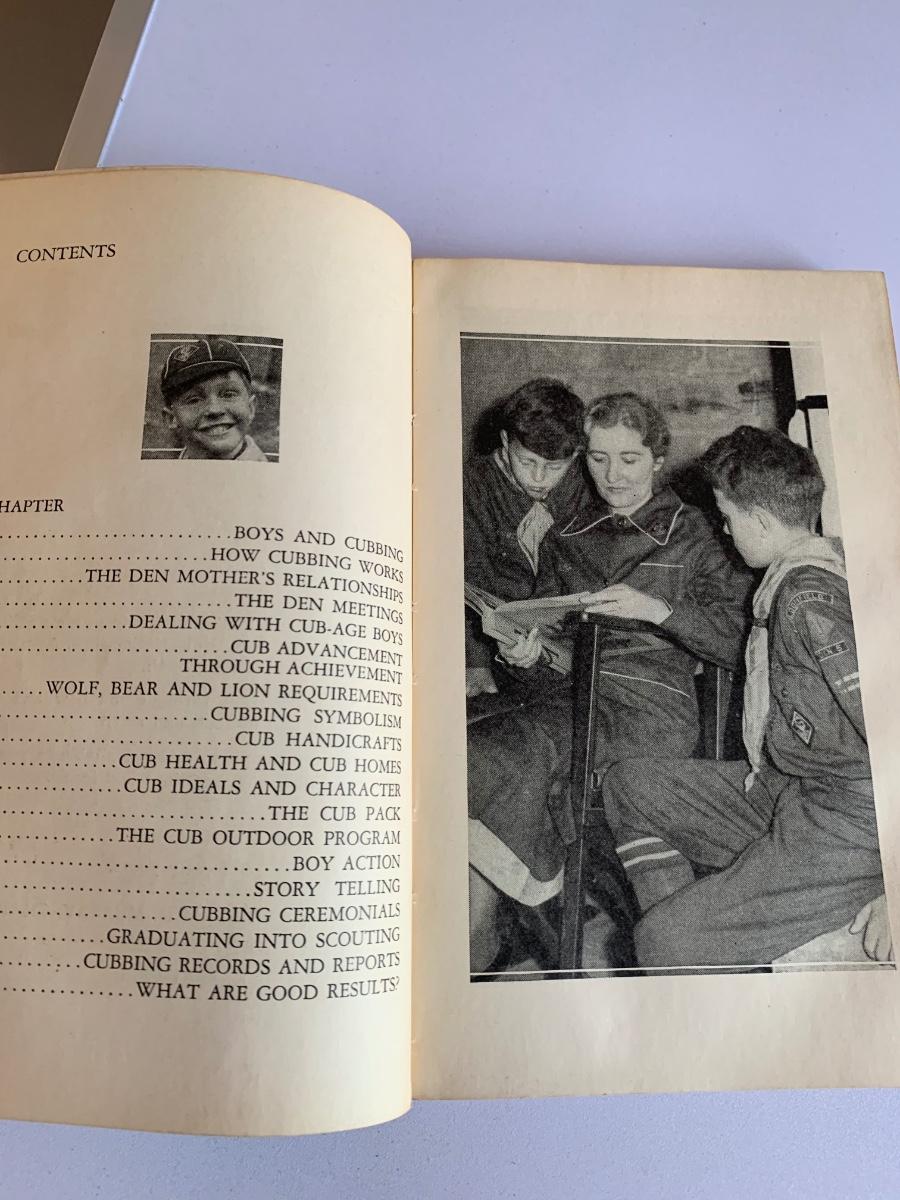 CONTENTS
HAPTER
..............................BOYS AND CUBBING
...........................HOW CUBBING WORKS
...........THE DEN MOTHER'S RELATIONSHIPS
..............................THE DEN MEETINGS
.................DEALING WITH CUB-AGE BOYS
..............................CUB ADVANCEMENT
THROUGH ACHIEVEMENT
.....WOLF, BEAR AND LION REQUIREMENTS
...........................CUBBING SYMBOLISM
..............................CUB HANDICRAFTS
...............CUB HEALTH AND CUB HOMES
................CUB IDEALS AND CHARACTER
...................................THE CUB PACK
...............THE CUB OUTDOOR PROGRAM
......................................BOY ACTION
.................................STORY TELLING
.......................CUBBING CEREMONIALS
..............GRADUATING INTO SCOUTING
...........CUBBING RECORDS AND REPORTS
.................WHAT ARE GOOD RESULTS?